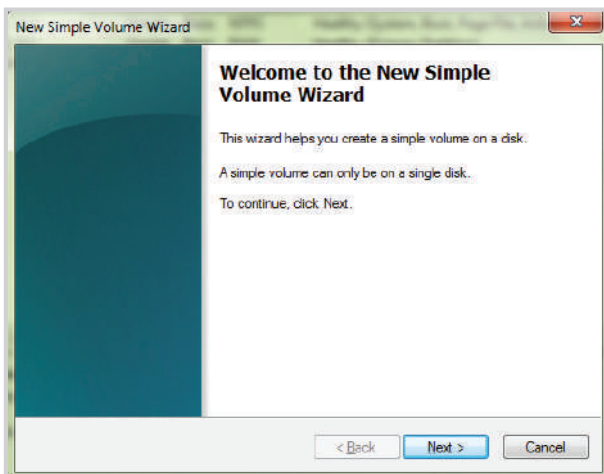 New Simple Volume Wizard
Welcome to the New Simple
Volume Wizard
This wizard helps you create a simple volume on a disk.
A simple volume can only be on a single disk.
To continue, click Next.
< Back
Next >
Cancel